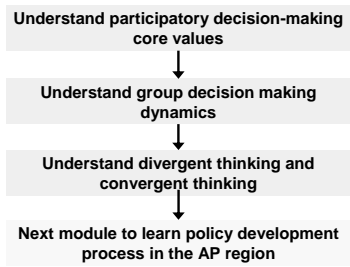 Understand participatory decision-making
core values
Understand group decision making
dynamics
Understand divergent thinking and
convergent thinking
Next module to learn policy development
process in the AP region